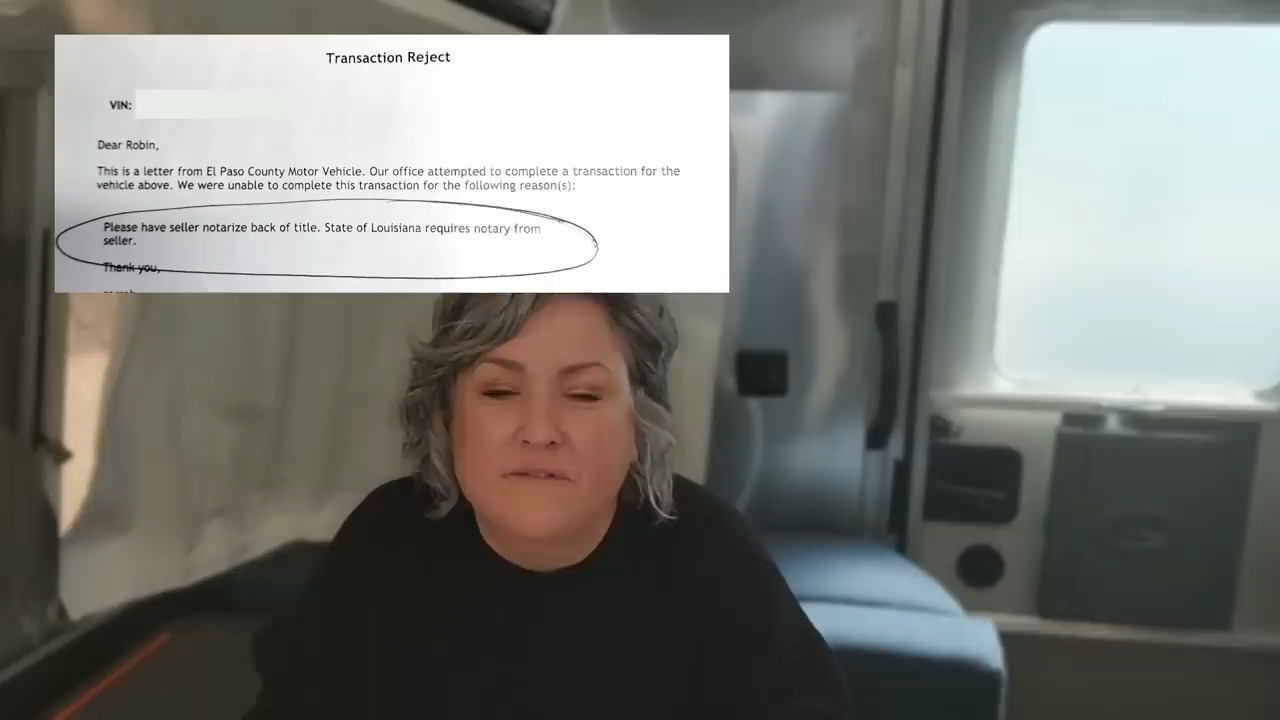 Transaction Reject
VIN:
Dear Robin,
This is a letter from El Paso County Motor Vehicle. Our office attempted to complete a transaction for the
vehicle above. We were unable to complete this transaction for the following reason(s):
Please have seller notarize back of title. State of Louisiana requires notary from
seller.
Thank you,